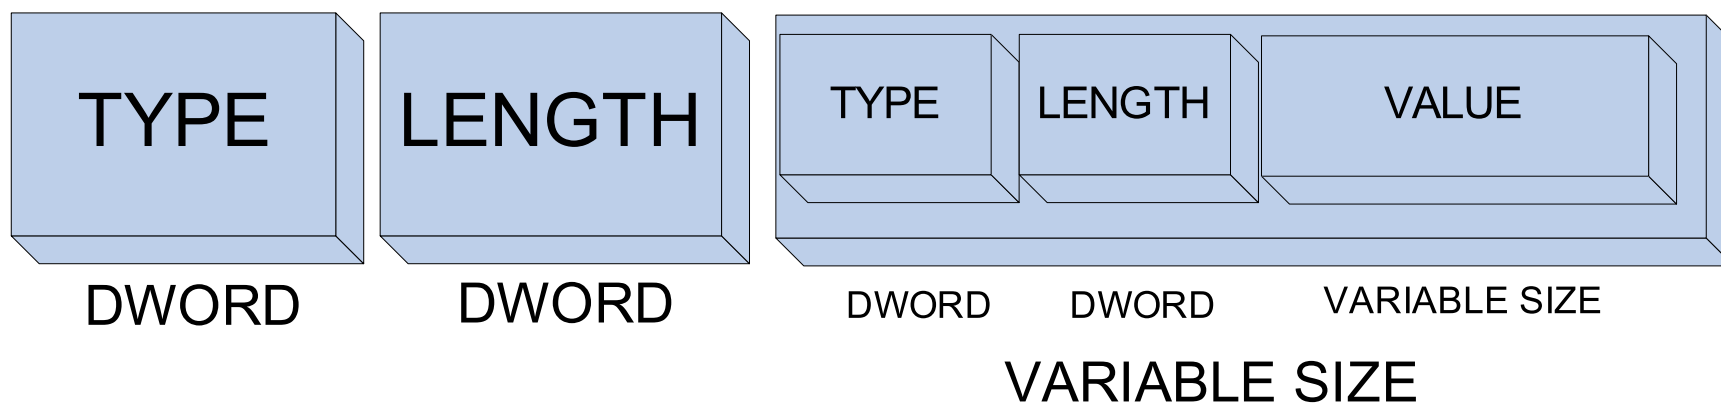 TYPE LENGTH TYPE LENGTH VALUE
DWORD DWORD DWORD DWORD VARIABLE SIZE
VARIABLE SIZE